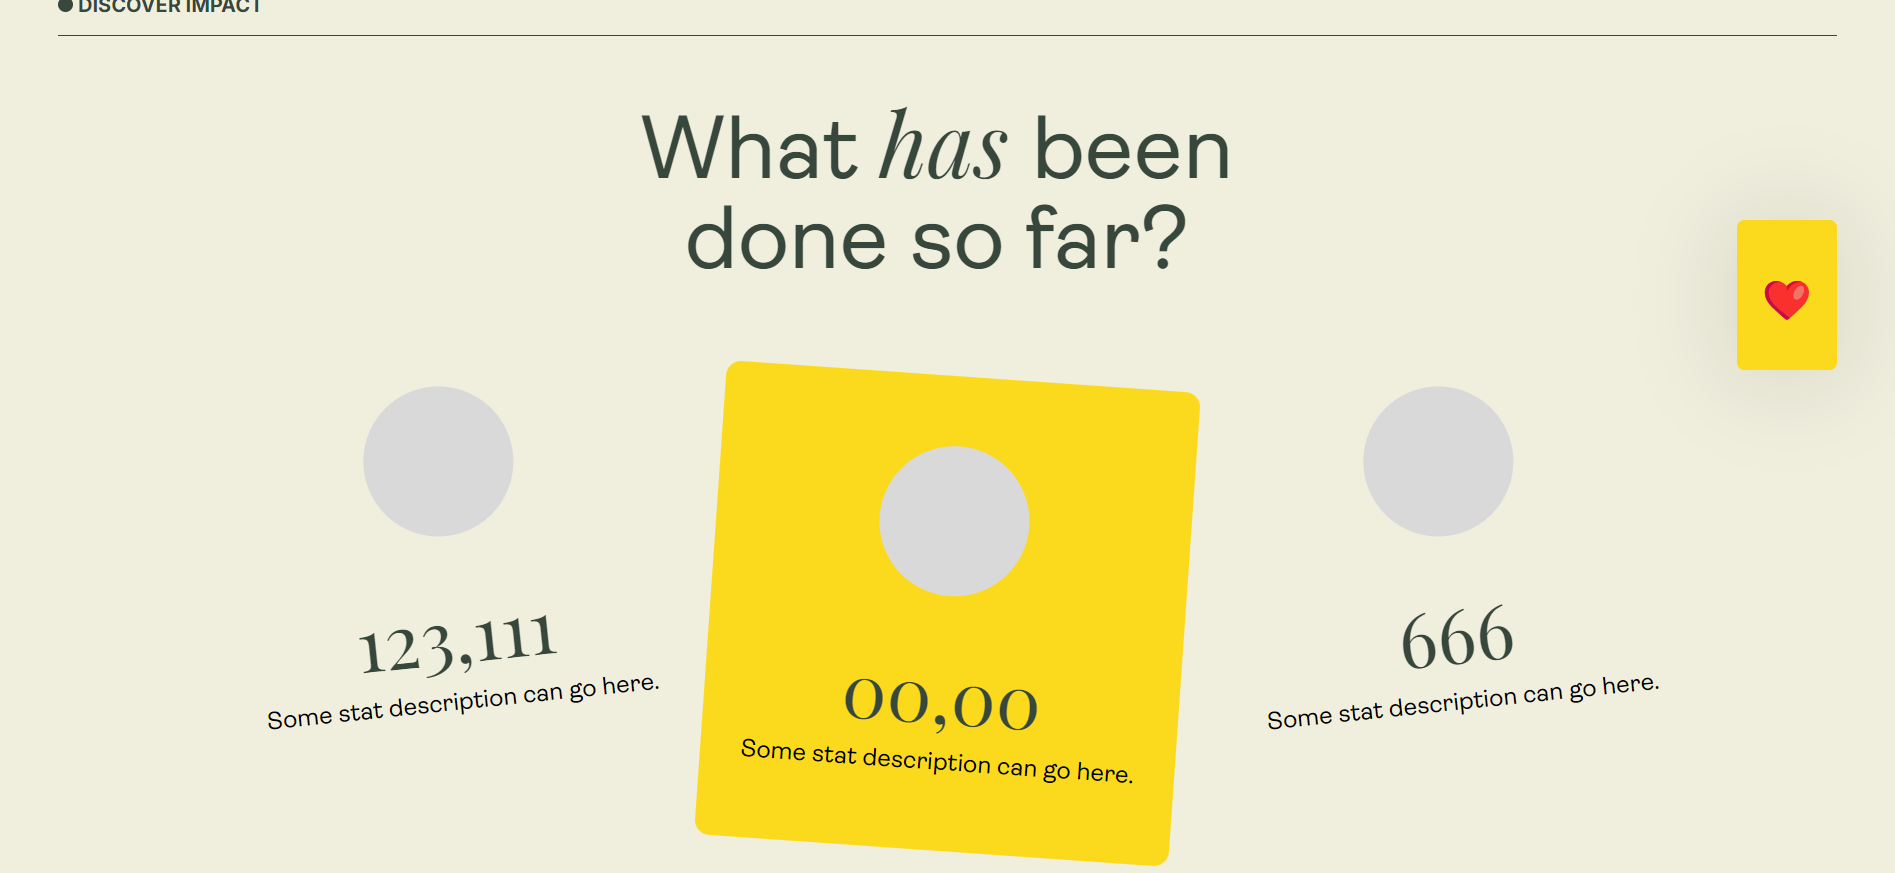 DISCOVER IMPACT
What has been
done so far?
123,111
Some stat description can go here.
00,00
Some stat description can go here.
666
Some stat description can go here.